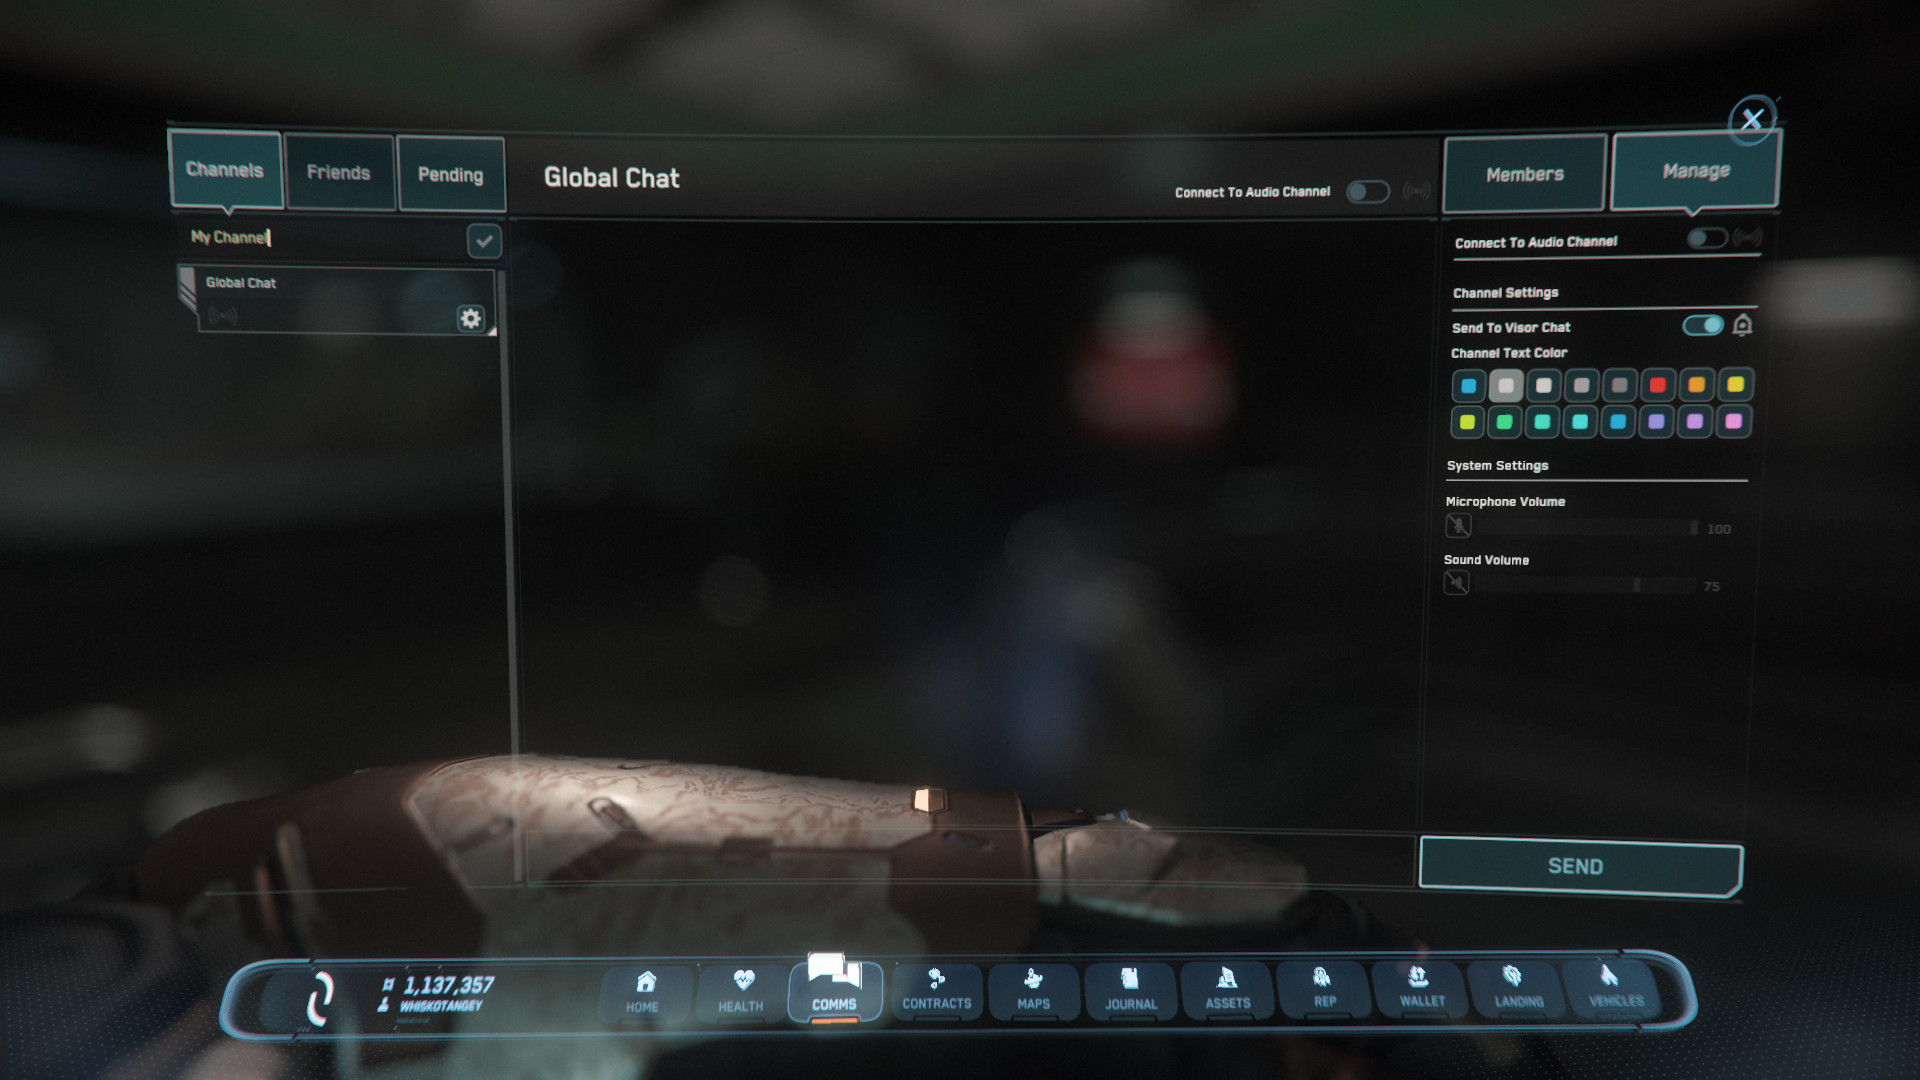 Channels
Friends
Pending
Global Chat
Connect To Audio Channel
Members
Manage
My Channel
Global Chat
Connect To Audio Channel
Channel Settings
Send To Visor Chat
Channel Text Color
System Settings
Microphone Volume
100
Sound Volume
75
SEND
1,137,357
WHISKOTANGEY
HOME
HEALTH
COMMS
CONTRACTS
MAPS
JOURNAL
ASSETS
REP
WALLET
LANDING
VEHICLES